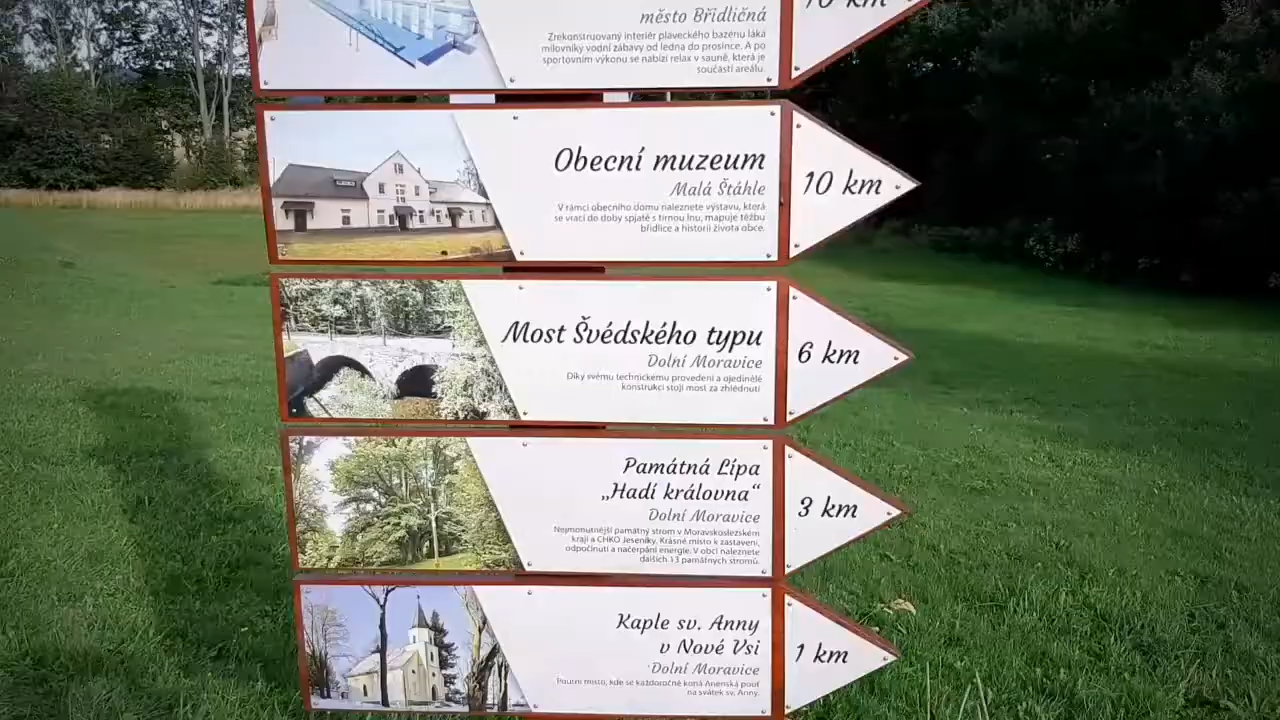 město Břidličná
10 km
Zrekonstruovaný interiér plaveckého bazénu láká
milovníky vodní zábavy od ledna do prosince. A po
sportovním výkonu se nabízí relax v sauně, která je
součástí areálu.
Obecní muzeum
Malá Štáhle
10 km
V rámci obecního domu naleznete výstavu, která
se vrací do doby spjaté s tírnou lnu, mapuje těžbu
břidlice a historii života obce.
Most Švédského typu
Dolní Moravice
6 km
Díky svému technickému provedení a ojedinělé
konstrukci stojí most za zhlédnutí
Památná Lípa
„Hadí královna“
Dolní Moravice
3 km
Nejmohutnější památný strom v Moravskoslezském
kraji a CHKO Jeseníky. Krásné místo k zastavení,
odpočinutí a načerpání energie. V obci naleznete
dalších 13 památných stromů.
Kaple sv. Anny
v Nové Vsi
Dolní Moravice
1 km
Poutní místo, kde se každoročně koná Anenská pouť
na svátek sv. Anny.